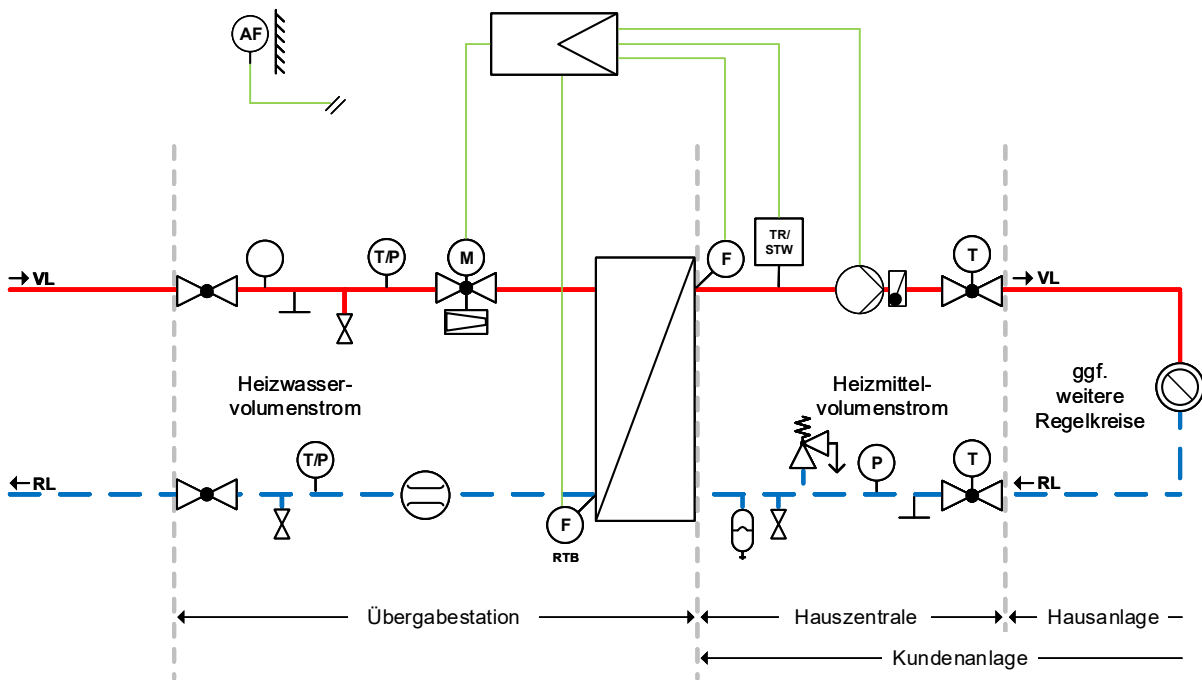 AF
T/P
M
F
TR/
STW
T
VL
VL
Heizwasser-
volumenstrom
Heizmittel-
volumenstrom
ggf.
weitere
Regelkreise
T/P
P
T
RL
RL
F
RTB
Übergabestation
Hauszentrale
Hausanlage
Kundenanlage